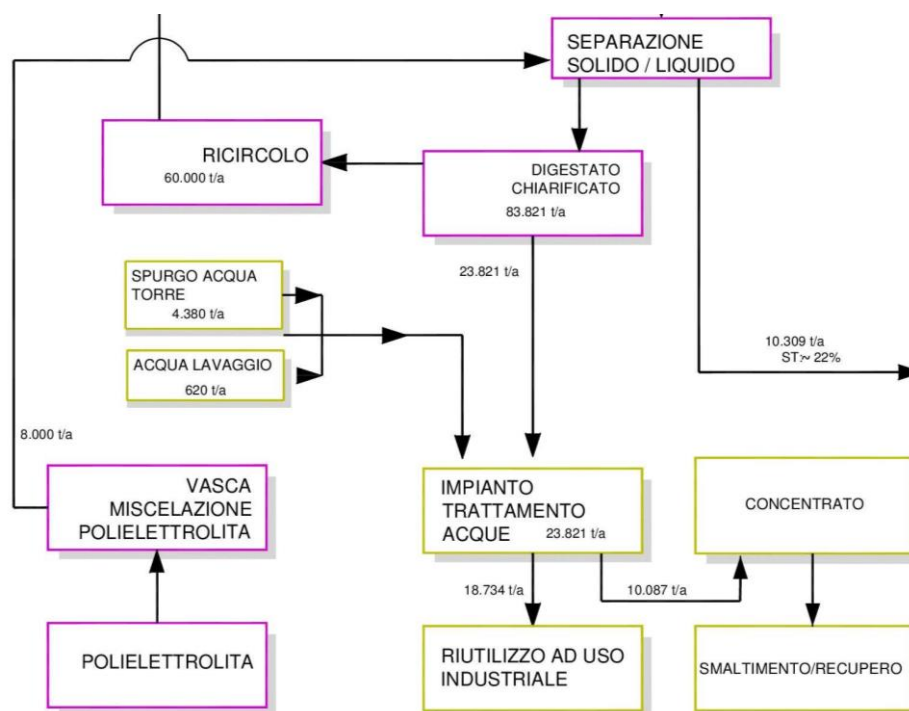 SEPARAZIONE
SOLIDO / LIQUIDO
RICIRCOLO
60.000 t/a
DIGESTATO
CHIARIFICATO
83.821 t/a
23.821 t/a
SPURGO ACQUA
TORRE
4.380 t/a
ACQUA LAVAGGIO
620 t/a
10.309 t/a
ST:~ 22%
8.000 t/a
VASCA
MISCELAZIONE
POLIELETTROLITA
IMPIANTO
TRATTAMENTO
ACQUE 23.821 t/a
CONCENTRATO
18.734 t/a
10.087 t/a
POLIELETTROLITA
RIUTILIZZO AD USO
INDUSTRIALE
SMALTIMENTO/RECUPERO